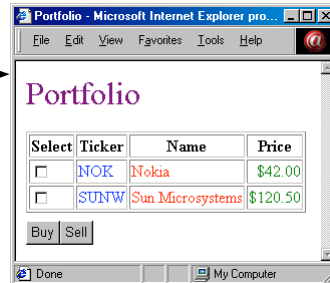 Portfolio - Microsoft Internet Explorer pro...
File Edit View Favorites Tools Help
Portfolio
Select Ticker Name Price
NOK Nokia $42.00
SUNW Sun Microsystems $120.50
Buy Sell
Done My Computer